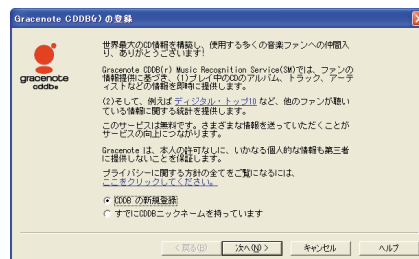 Gracenote CDDB(r) の登録
世界最大のCD情報を構築し、使用する多くの音楽ファンへの仲間入
り、ありがとうございます!
Gracenote CDDB(r) Music Recognition Service(SM)では、ファンの
情報提供に基づき、(1)プレイ中のCDのアルバム、トラック、アーテ
ィストなどの情報を即時に提供します。
(2)そして、例えば ディジタル・トップ10 など、他のファンが聴い
ている情報に関する統計を提供します。
このサービスは無料です。さまざまな情報を送っていただくことが
サービスの向上につながります。
Gracenote は、本人の許可なしに、いかなる個人的な情報も第三者
に提供しないことを保証します。
プライバシーに関する方針の全てをご覧になるには、
ここをクリックしてください。
gracenote
cddb
CDDB の新規登録
すでにCDDBニックネームを持っています
< 戻る(B)
次へ(N) >
キャンセル
ヘルプ